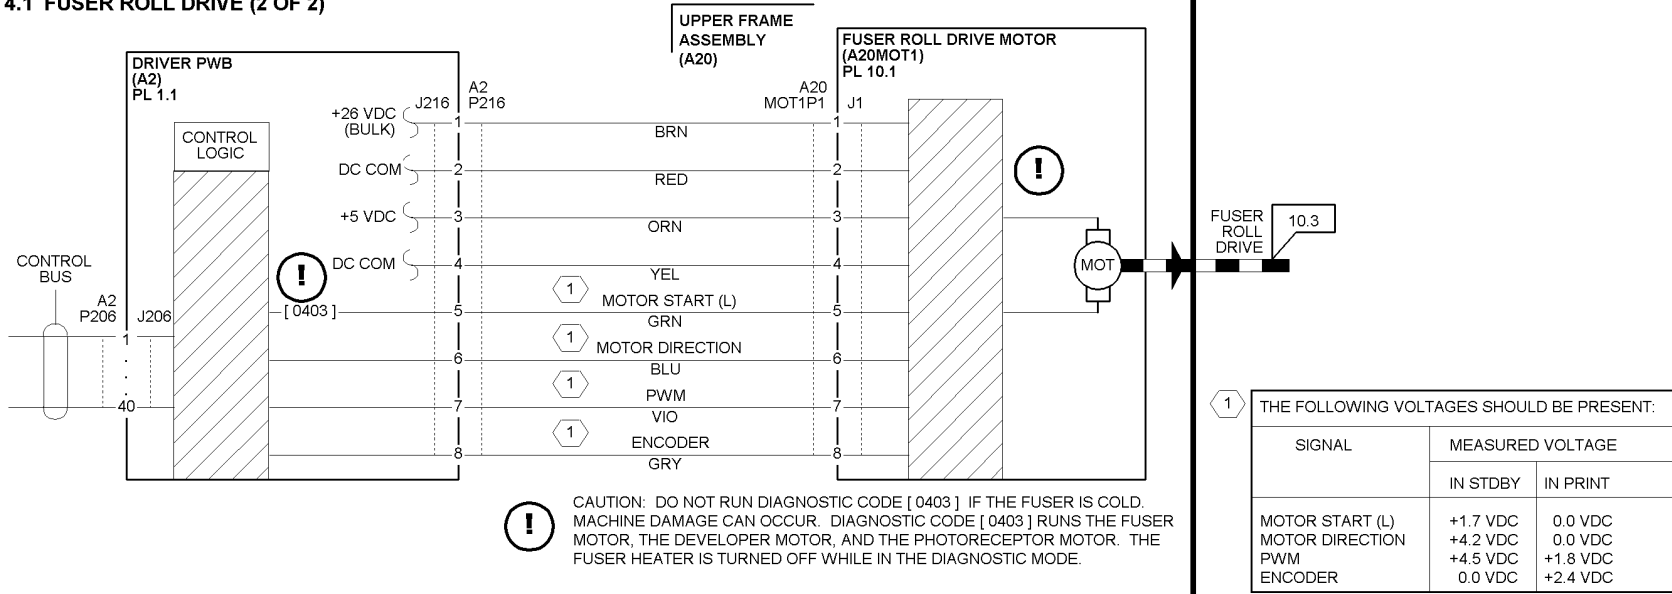 4.1 FUSER ROLL DRIVE (2 OF 2)
UPPER FRAME
ASSEMBLY
(A20)
DRIVER PWB
(A2)
PL 1.1
FUSER ROLL DRIVE MOTOR
(A20MOT1)
PL 10.1
CONTROL
LOGIC
J216
A2
P216
A20
MOT1P1
J1
+26 VDC
(BULK)
1
BRN
1
DC COM
2
RED
2
!
+5 VDC
3
ORN
3
DC COM
4
YEL
4
MOT
FUSER
ROLL
DRIVE
10.3
CONTROL
BUS
A2
P206
J206
1
40
!
[ 0403 ]
1
MOTOR START (L)
5
GRN
5
1
MOTOR DIRECTION
6
BLU
6
1
PWM
7
VIO
7
1
ENCODER
8
GRY
8
!
CAUTION: DO NOT RUN DIAGNOSTIC CODE [ 0403 ] IF THE FUSER IS COLD.
MACHINE DAMAGE CAN OCCUR. DIAGNOSTIC CODE [ 0403 ] RUNS THE FUSER
MOTOR, THE DEVELOPER MOTOR, AND THE PHOTORECEPTOR MOTOR. THE
FUSER HEATER IS TURNED OFF WHILE IN THE DIAGNOSTIC MODE.
1
THE FOLLOWING VOLTAGES SHOULD BE PRESENT:
SIGNAL MEASURED VOLTAGE
IN STDBY IN PRINT
MOTOR START (L) +1.7 VDC 0.0 VDC
MOTOR DIRECTION +4.2 VDC 0.0 VDC
PWM +4.5 VDC +1.8 VDC
ENCODER 0.0 VDC +2.4 VDC